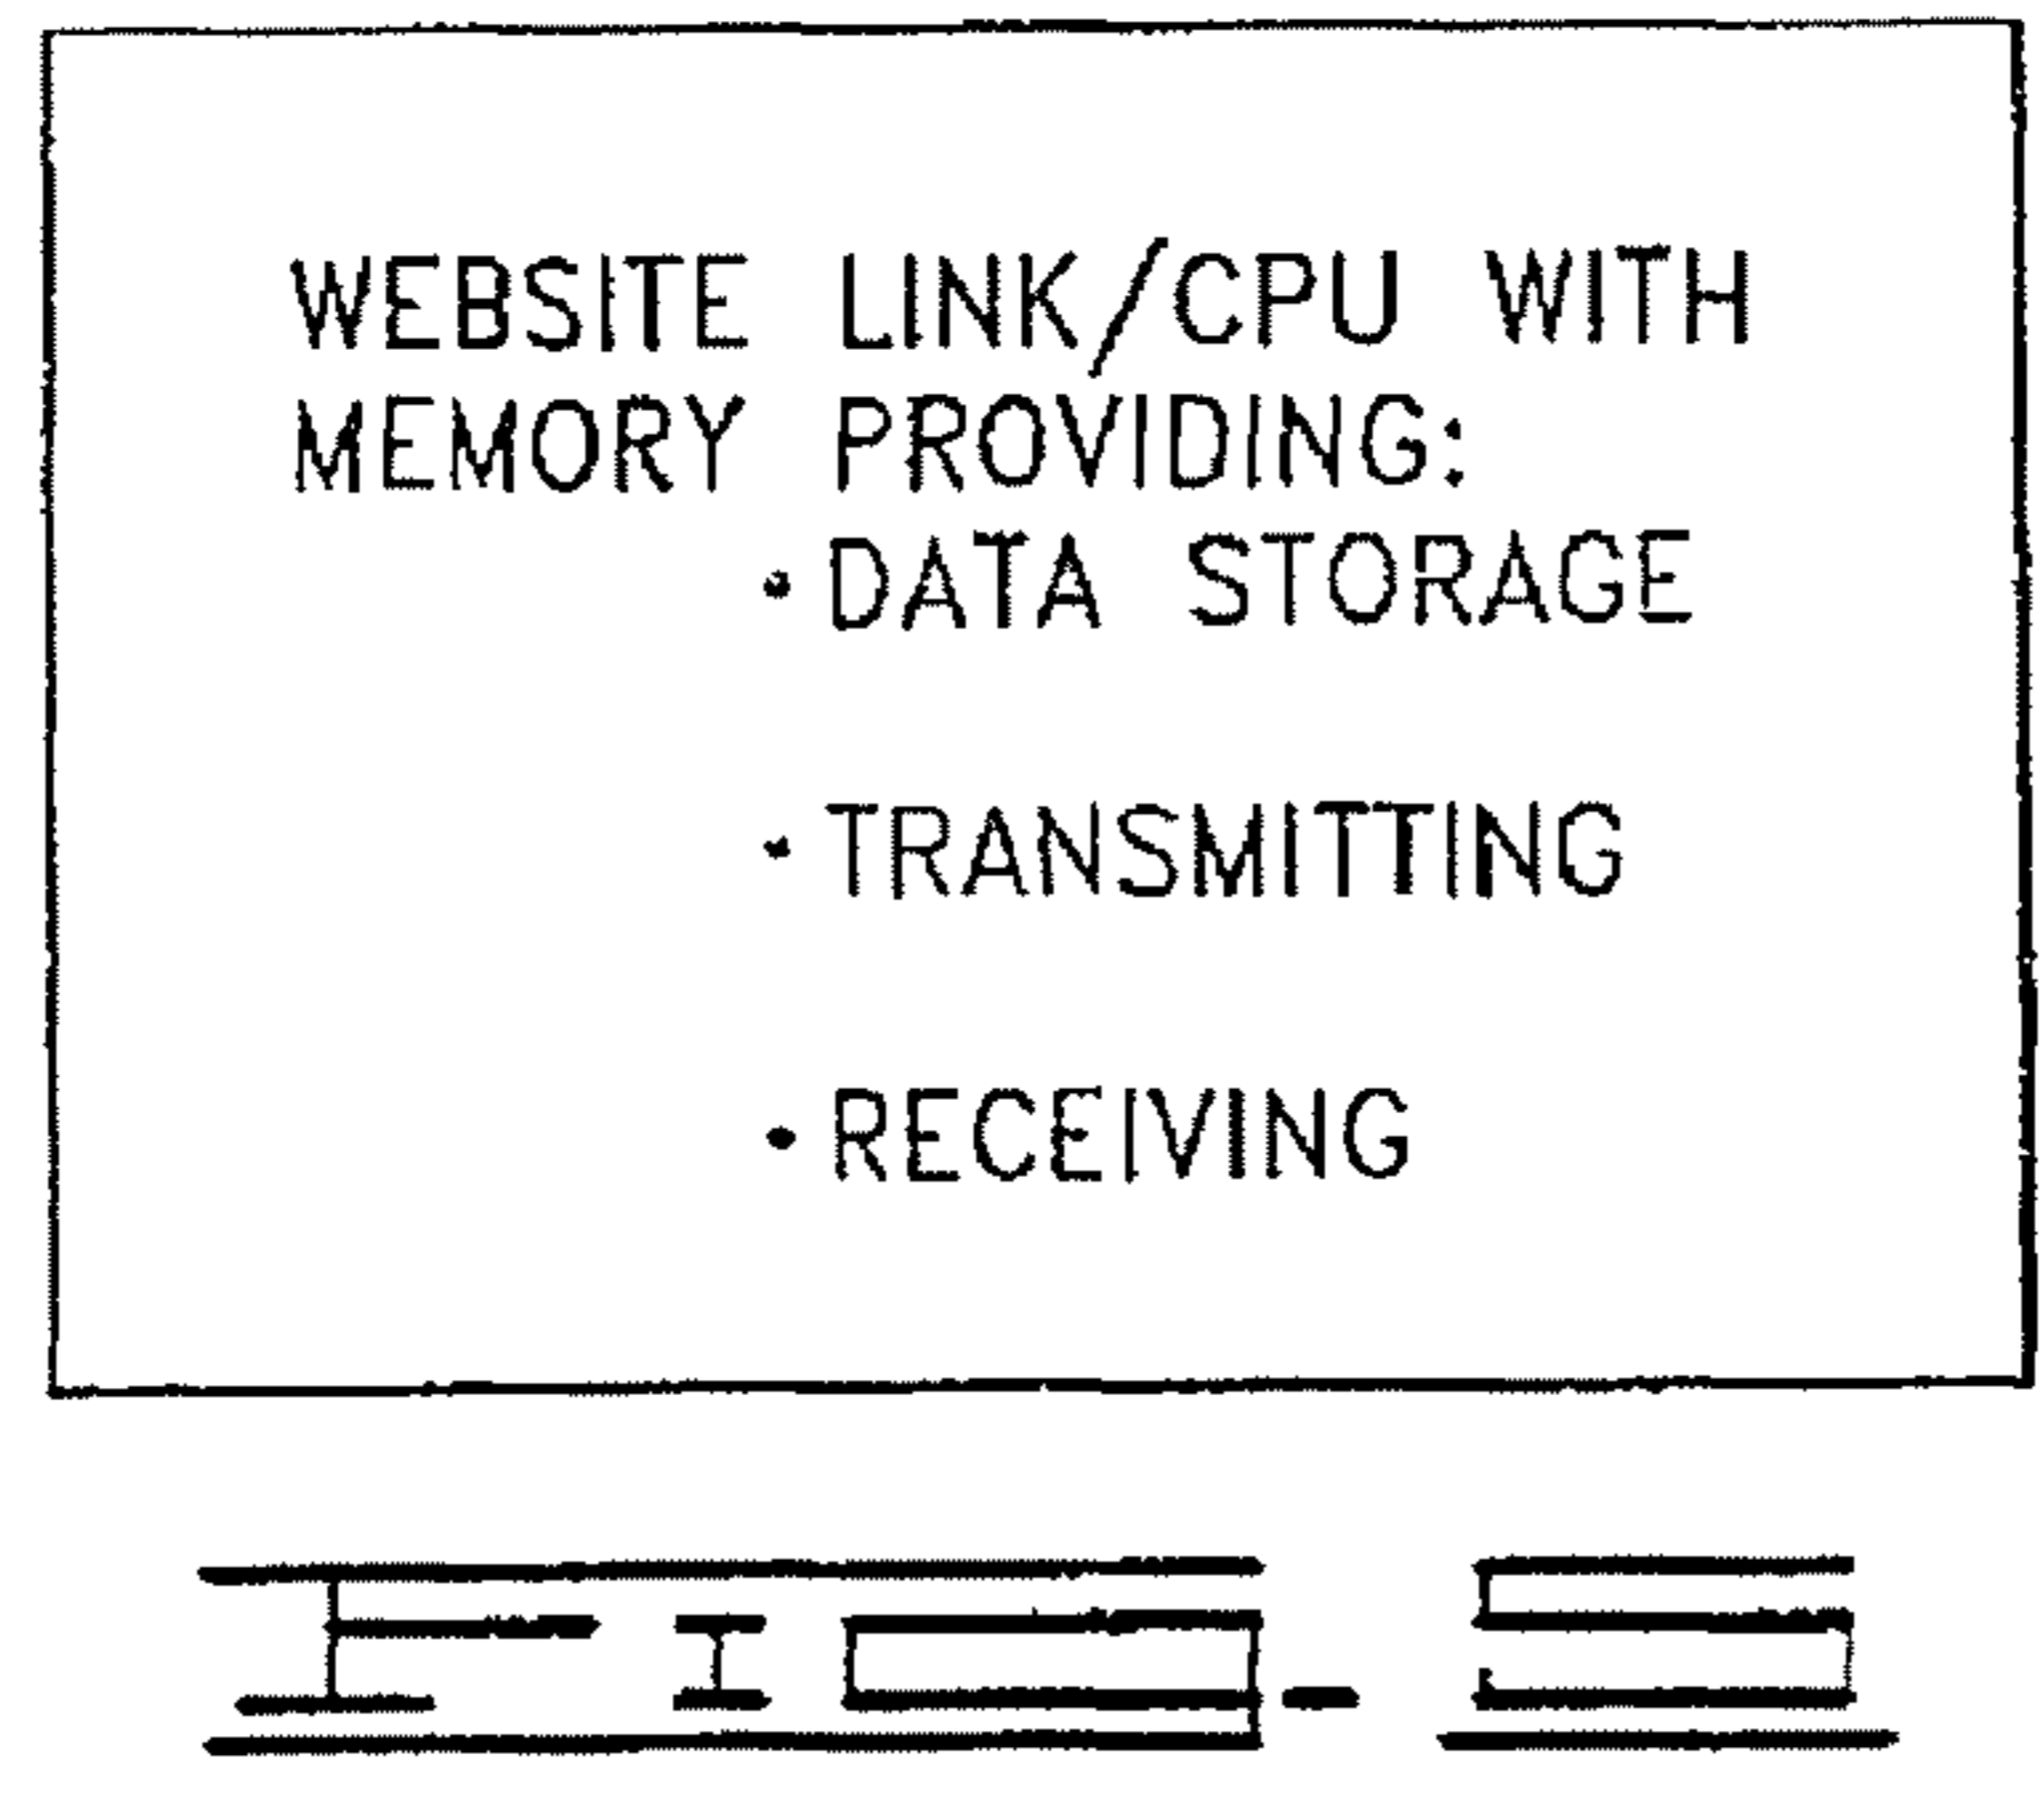 WEBSITE LINK/CPU WITH
MEMORY PROVIDING:
• DATA STORAGE
• TRANSMITTING
• RECEIVING
FIG. 5